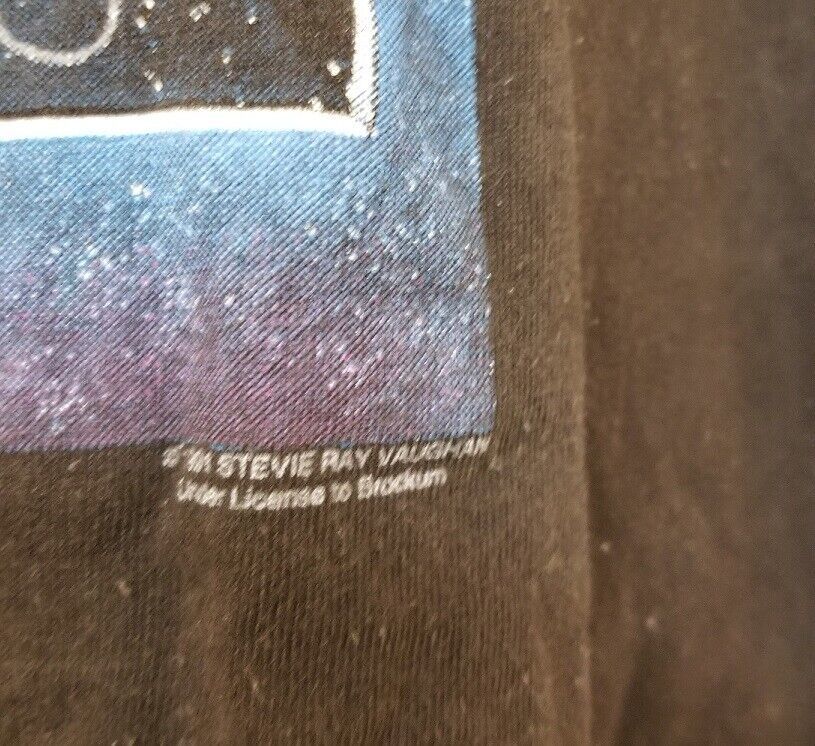 ©'91 STEVIE RAY VAUGHAN
Under License to Brockum